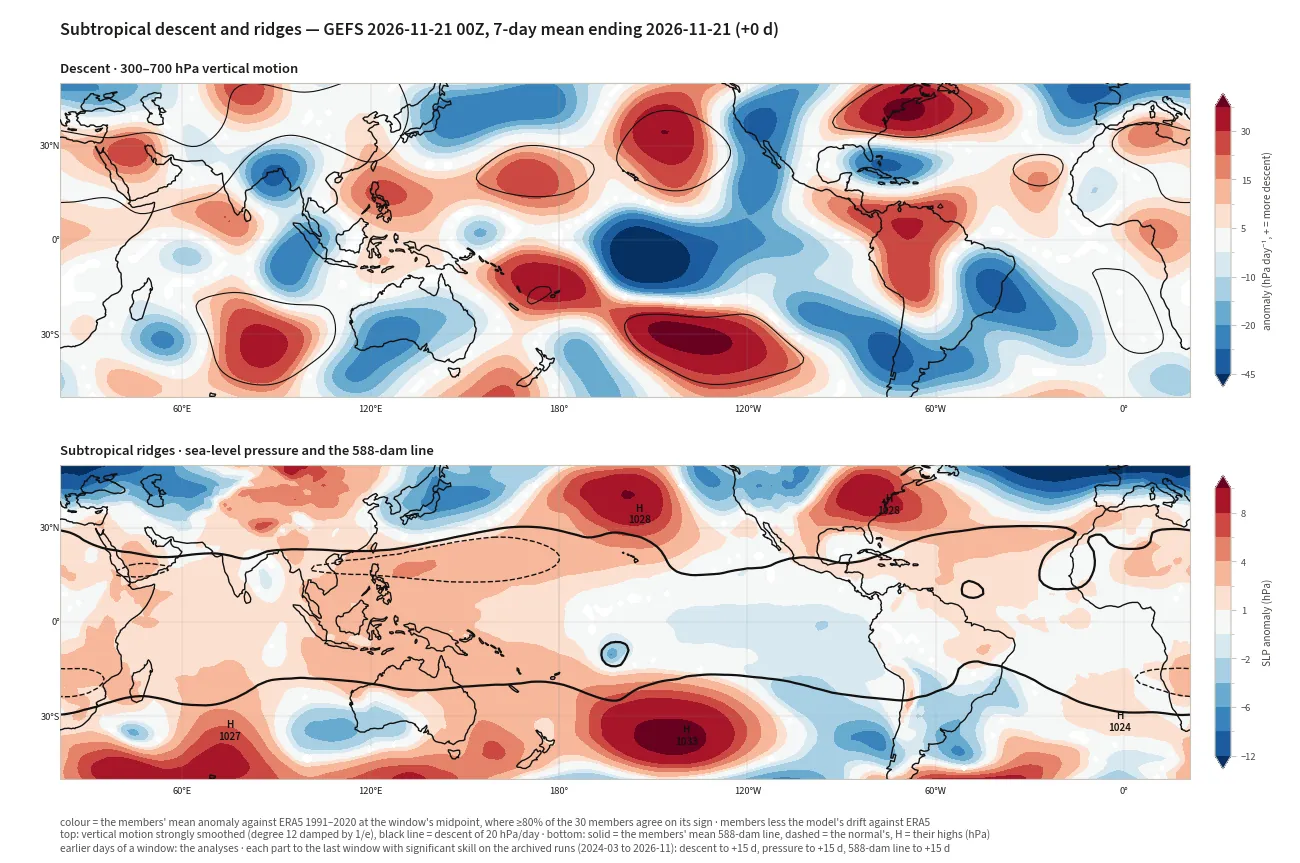 Subtropical descent and ridges — GEFS 2026-11-21 00Z, 7-day mean ending 2026-11-21 (+0 d)
Descent · 300–700 hPa vertical motion
30°N
0°
30°S
60°E
120°E
180°
120°W
60°W
0°
30
15
5
−10
−20
−45
anomaly (hPa day⁻¹, + = more descent)
Subtropical ridges · sea-level pressure and the 588-dam line
30°N
0°
30°S
H
1028
H
1028
H
1027
H
1033
H
1024
60°E
120°E
180°
120°W
60°W
0°
8
4
1
−2
−6
−12
SLP anomaly (hPa)
colour = the members' mean anomaly against ERA5 1991–2020 at the window's midpoint, where ≥80% of the 30 members agree on its sign · members less the model's drift against ERA5
top: vertical motion strongly smoothed (degree 12 damped by 1/e), black line = descent of 20 hPa/day · bottom: solid = the members' mean 588-dam line, dashed = the normal's, H = their highs (hPa)
earlier days of a window: the analyses · each part to the last window with significant skill on the archived runs (2024-03 to 2026-11): descent to +15 d, pressure to +15 d, 588-dam line to +15 d